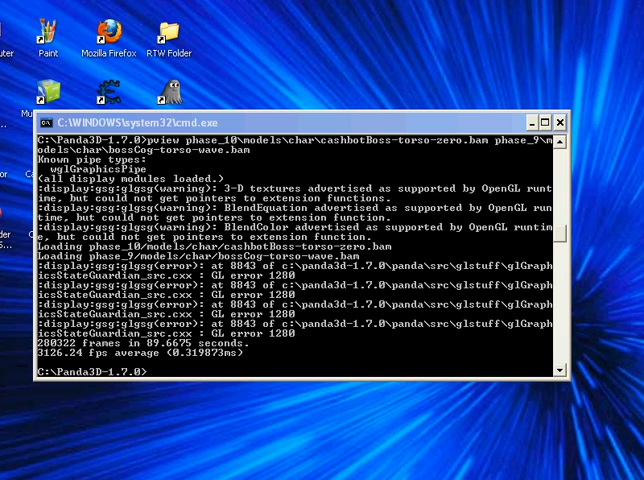 uter
Paint
Mozilla Firefox
RTW Folder
Mu
...
or
Ca
der
C
S...
C:\WINDOWS\system32\cmd.exe
C:\Panda3D-1.7.0>pview phase_10\models\char\cashbotBoss-torso-zero.bam phase_9\m
odels\char\bossCog-torso-wave.bam
Known pipe types:
wglGraphicsPipe
(all display modules loaded.)
:display:gsg:glgsg(warning): 3-D textures advertised as supported by OpenGL runt
ime, but could not get pointers to extension functions.
:display:gsg:glgsg(warning): BlendEquation advertised as supported by OpenGL run
time, but could not get pointers to extension function.
:display:gsg:glgsg(warning): BlendColor advertised as supported by OpenGL runtim
e, but could not get pointers to extension function.
Loading phase_10/models/char/cashbotBoss-torso-zero.bam
Loading phase_9/models/char/bossCog-torso-wave.bam
:display:gsg:glgsg(error): at 8843 of c:\panda3d-1.7.0\panda\src\glstuff\glGraph
icsStateGuardian_src.cxx : GL error 1280
:display:gsg:glgsg(error): at 8843 of c:\panda3d-1.7.0\panda\src\glstuff\glGraph
icsStateGuardian_src.cxx : GL error 1280
:display:gsg:glgsg(error): at 8843 of c:\panda3d-1.7.0\panda\src\glstuff\glGraph
icsStateGuardian_src.cxx : GL error 1280
:display:gsg:glgsg(error): at 8843 of c:\panda3d-1.7.0\panda\src\glstuff\glGraph
icsStateGuardian_src.cxx : GL error 1280
280322 frames in 89.6675 seconds.
3126.24 fps average (0.319873ms)
C:\Panda3D-1.7.0>